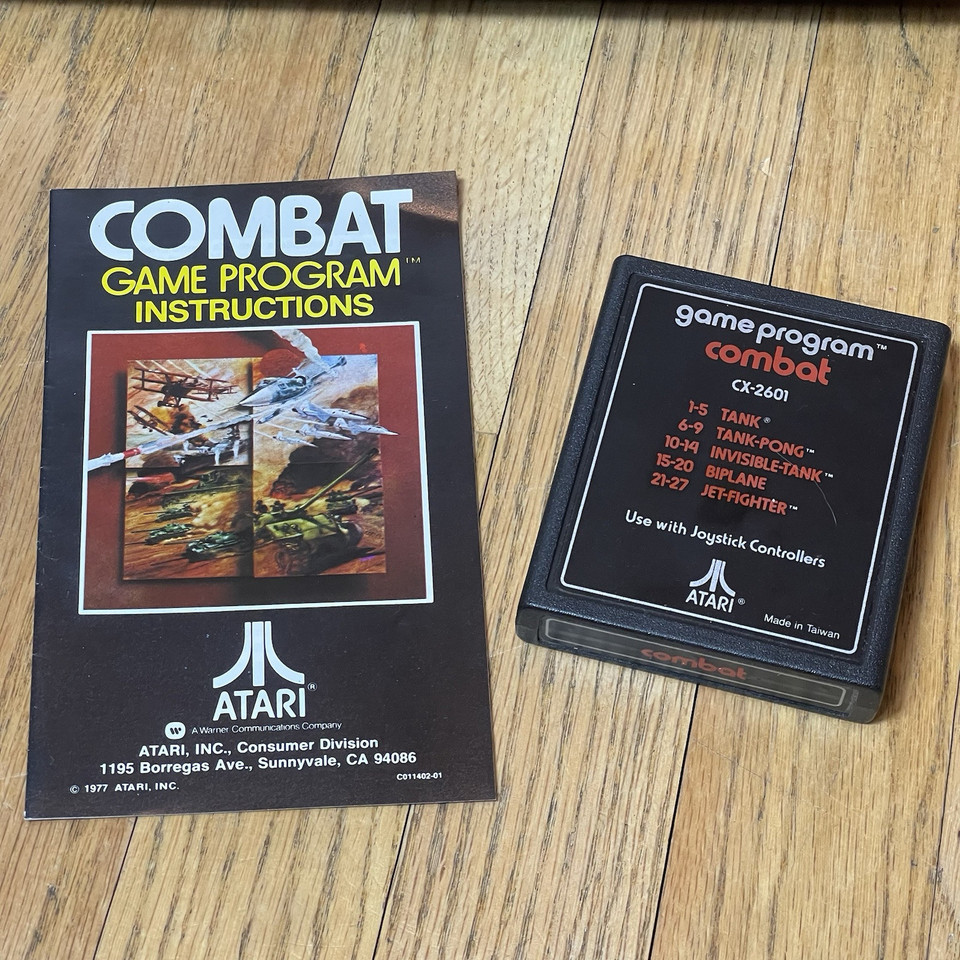 COMBAT
GAME PROGRAM™
INSTRUCTIONS
ATARI®
A Warner Communications Company
ATARI, INC., Consumer Division
1195 Borregas Ave., Sunnyvale, CA 94086
C011402-01
© 1977 ATARI, INC.
game program™
combat
CX-2601
1-5 TANK®
6-9 TANK-PONG™
10-14 INVISIBLE-TANK™
15-20 BIPLANE
21-27 JET-FIGHTER™
Use with Joystick Controllers
ATARI®
Made in Taiwan
combat